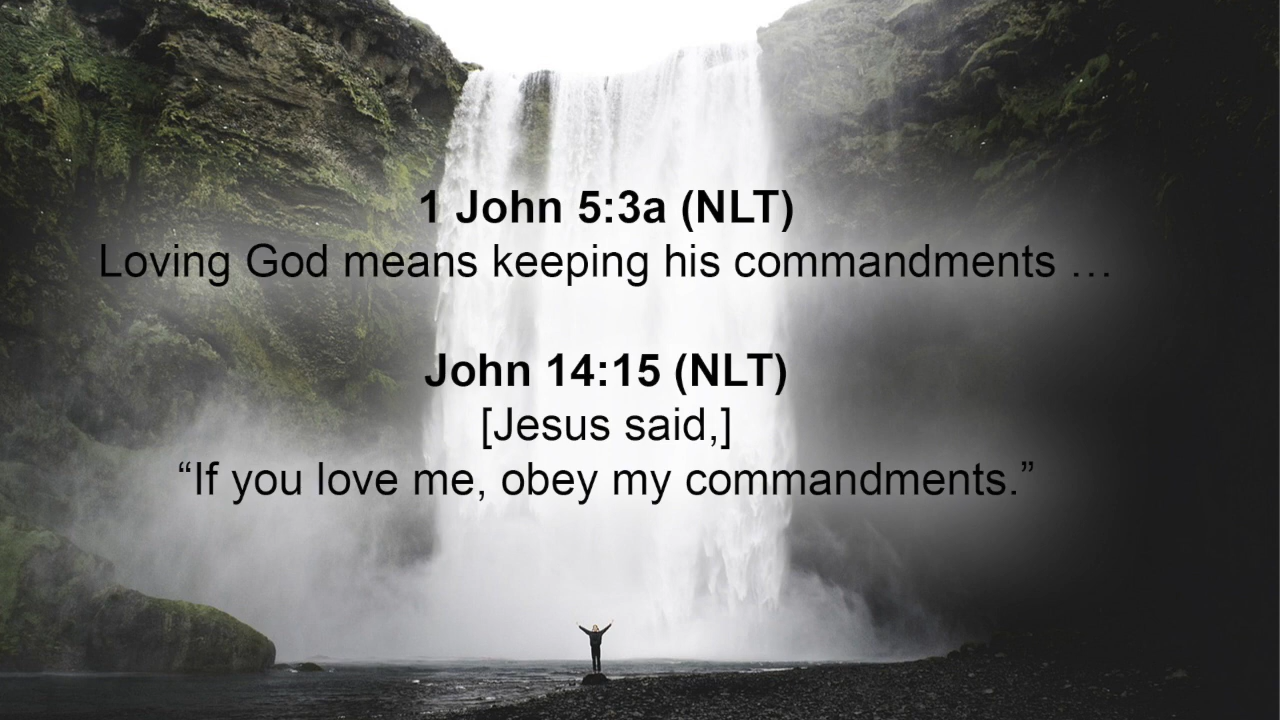 1 John 5:3a (NLT)
Loving God means keeping his commandments …
John 14:15 (NLT)
[Jesus said,]
“If you love me, obey my commandments.”